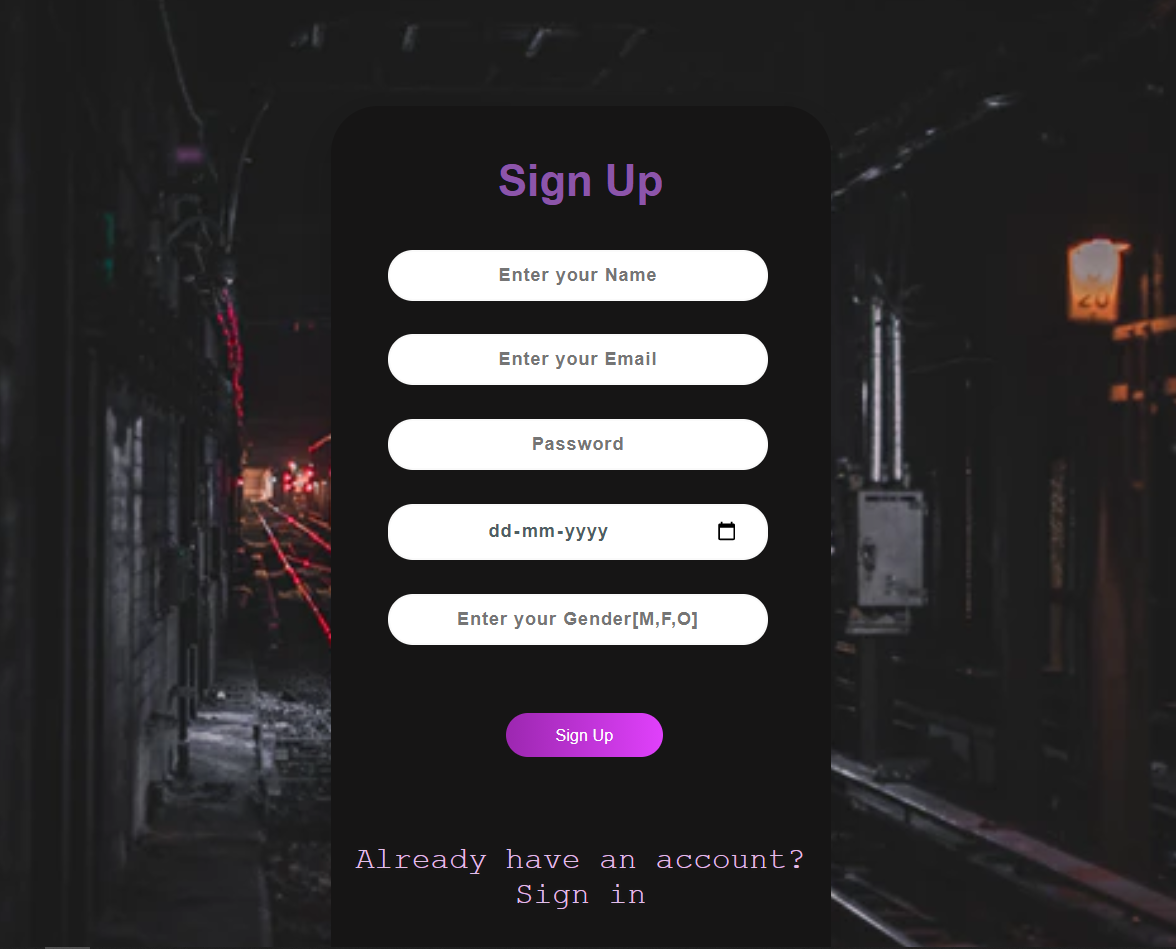 Sign Up
Enter your Name
Enter your Email
Password
dd-mm-yyyy
Enter your Gender[M,F,O]
Sign Up
Already have an account?
Sign in